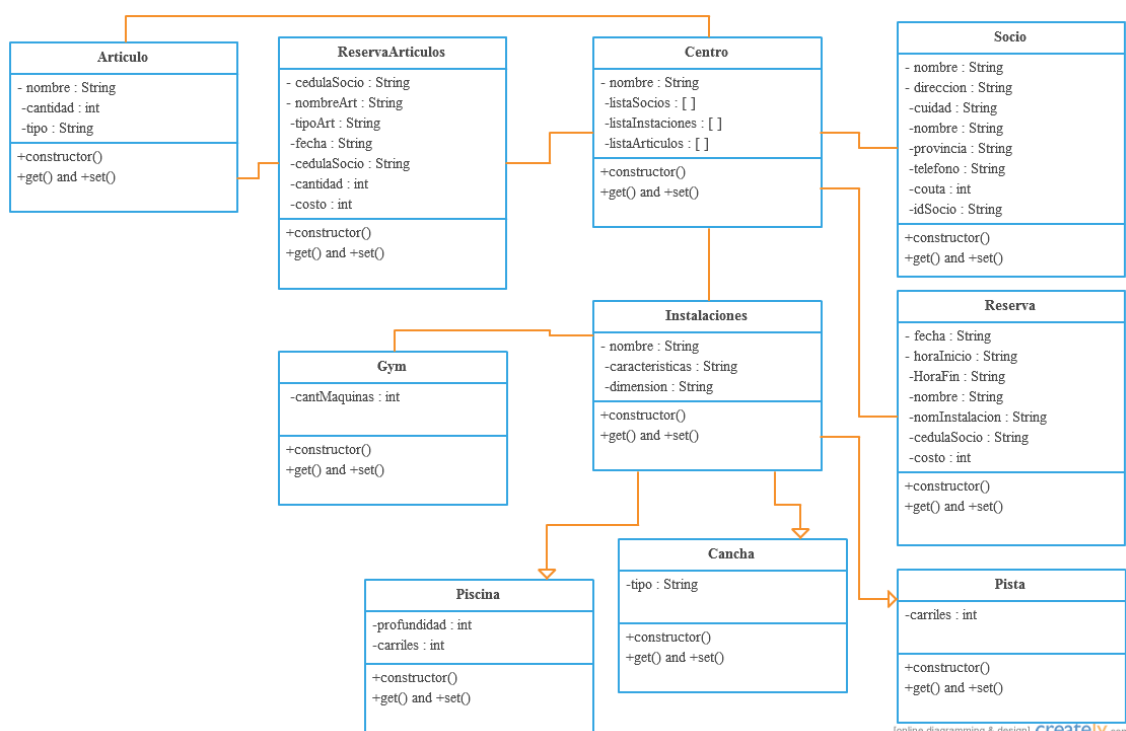 Articulo
- nombre : String
-cantidad : int
-tipo : String
+constructor()
+get() and +set()
ReservaArticulos
- cedulaSocio : String
- nombreArt : String
-tipoArt : String
-fecha : String
-cedulaSocio : String
-cantidad : int
-costo : int
+constructor()
+get() and +set()
Centro
- nombre : String
-listaSocios : [ ]
-listaInstaciones : [ ]
-listaArticulos : [ ]
+constructor()
+get() and +set()
Socio
- nombre : String
- direccion : String
-cuidad : String
-nombre : String
-provincia : String
-telefono : String
-couta : int
-idSocio : String
+constructor()
+get() and +set()
Gym
-cantMaquinas : int
+constructor()
+get() and +set()
Instalaciones
- nombre : String
-caracteristicas : String
-dimension : String
+constructor()
+get() and +set()
Reserva
- fecha : String
- horaInicio : String
-HoraFin : String
-nombre : String
-nomInstalacion : String
-cedulaSocio : String
-costo : int
+constructor()
+get() and +set()
Piscina
-profundidad : int
-carriles : int
+constructor()
+get() and +set()
Cancha
-tipo : String
+constructor()
+get() and +set()
Pista
-carriles : int
+constructor()
+get() and +set()
[online diagramming & design] creately